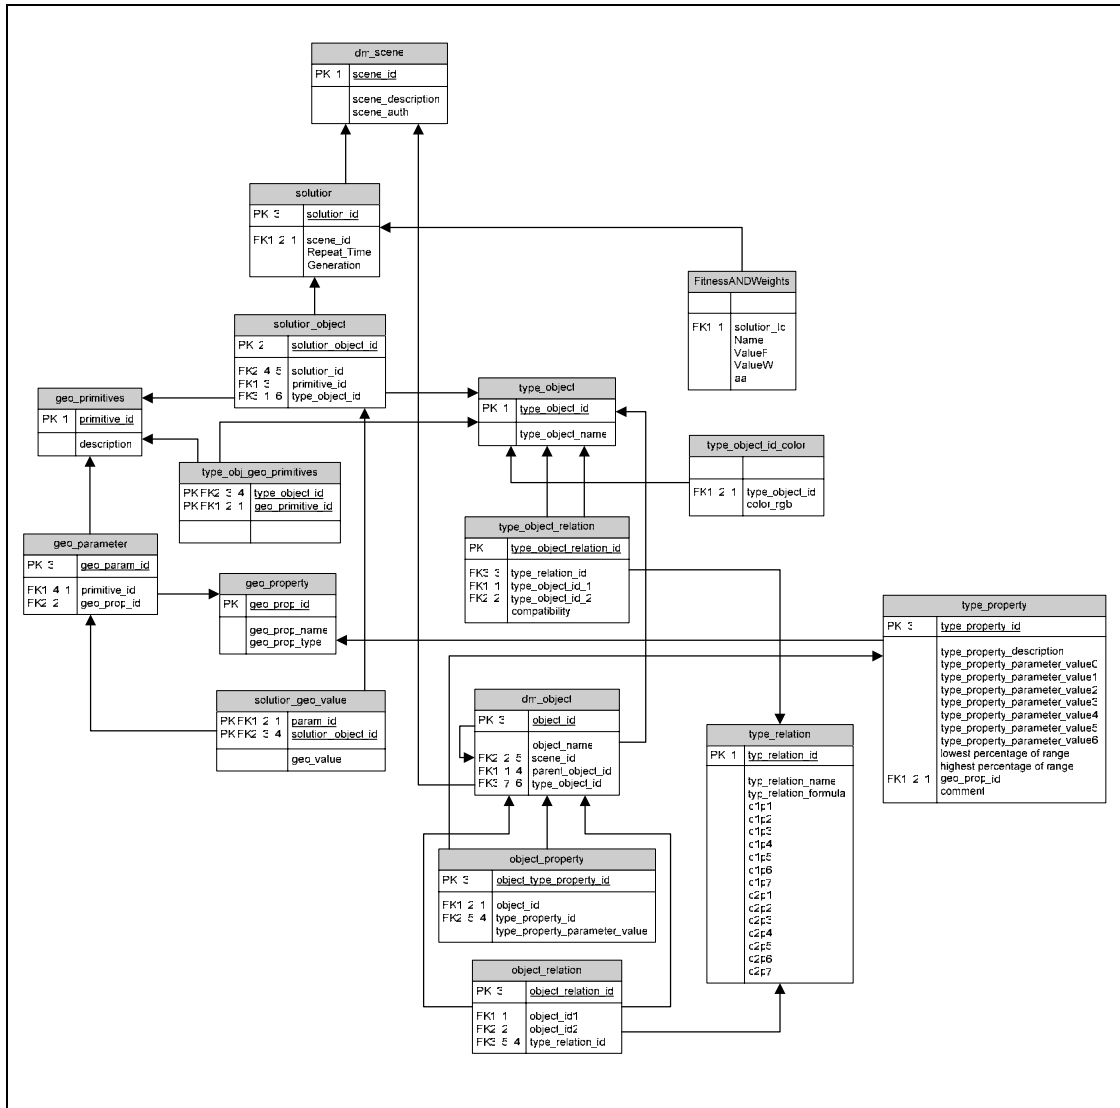 dm_scene
PK 1 scene_id
scene_description
scene_auth
solution
PK 3 solution_id
FK1 2 1 scene_id
Repeat_Time
Generation
FitnessANDWeights
FK1 1 solution_Ic
Name
ValueF
ValueW
aa
solution_object
PK 2 solution_object_id
FK2 4 5 solution_id
FK1 3 primitive_id
FK3 1 6 type_object_id
geo_primitives
PK 1 primitive_id
description
type_object
PK 1 type_object_id
type_object_name
type_object_id_color
FK1 2 1 type_object_id
color_rgb
type_obj_geo_primitives
PK FK2 3 4 type_object_id
PK FK1 2 1 geo_primitive_id
type_object_relation
PK type_object_relation_id
FK3 3 type_relation_id
FK1 1 type_object_id_1
FK2 2 type_object_id_2
compatibility
geo_parameter
PK 3 geo_param_id
FK1 4 1 primitive_id
FK2 2 geo_prop_id
geo_property
PK geo_prop_id
geo_prop_name
geo_prop_type
type_property
PK 3 type_property_id
type_property_description
type_property_parameter_value0
type_property_parameter_value1
type_property_parameter_value2
type_property_parameter_value3
type_property_parameter_value4
type_property_parameter_value5
type_property_parameter_value6
lowest percentage of range
highest percentage of range
FK1 2 1 geo_prop_id
comment
solution_geo_value
PK FK1 2 1 param_id
PK FK2 3 4 solution_object_id
geo_value
dm_object
PK 3 object_id
object_name
FK2 2 5 scene_id
FK1 1 4 parent_object_id
FK3 7 6 type_object_id
type_relation
PK 1 typ_relation_id
typ_relation_name
typ_relation_formula
c1p1
c1p2
c1p3
c1p4
c1p5
c1p6
c1p7
c2p1
c2p2
c2p3
c2p4
c2p5
c2p6
c2p7
object_property
PK 3 object_type_property_id
FK1 2 1 object_id
FK2 5 4 type_property_id
type_property_parameter_value
object_relation
PK 3 object_relation_id
FK1 1 object_id1
FK2 2 object_id2
FK3 5 4 type_relation_id